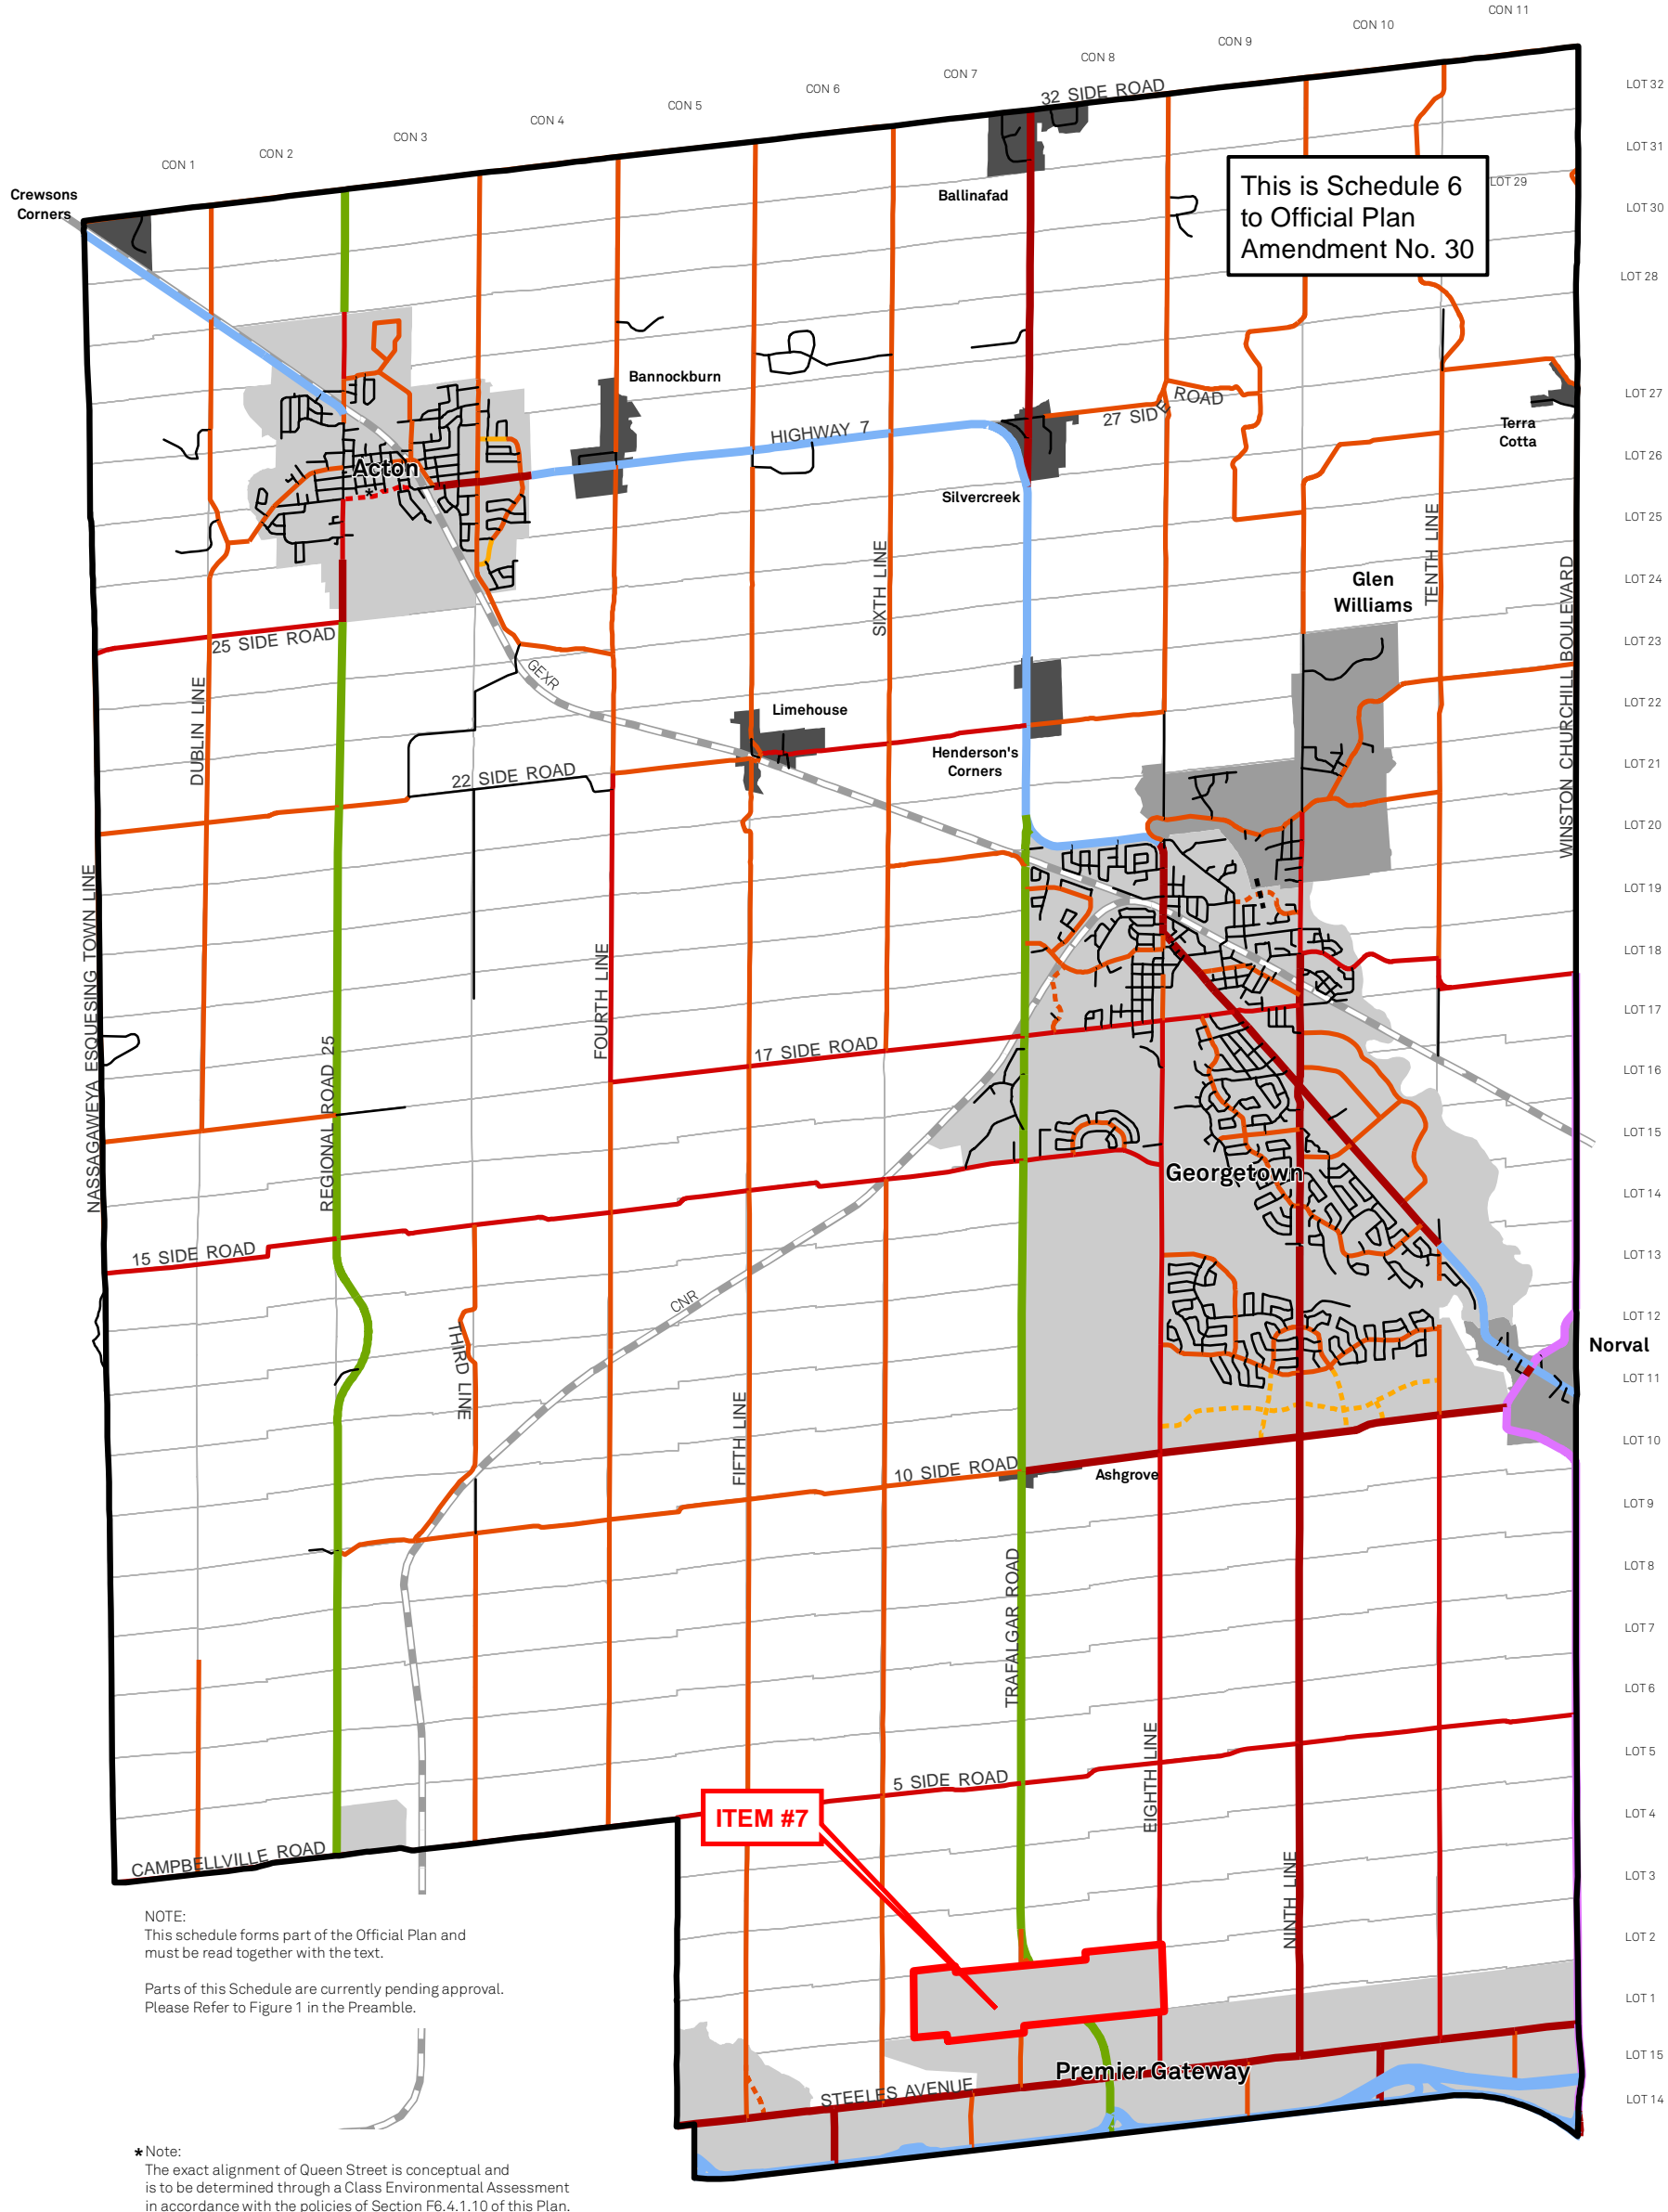 CON 11
CON 10
CON 9
CON 8
CON 7
CON 6
CON 5
CON 4
CON 3
CON 2
CON 1
32 SIDE ROAD
LOT 32
LOT 31
LOT 30
LOT 29
LOT 28
LOT 27
LOT 26
LOT 25
LOT 24
LOT 23
LOT 22
LOT 21
LOT 20
LOT 19
LOT 18
LOT 17
LOT 16
LOT 15
LOT 14
LOT 13
LOT 12
LOT 11
LOT 10
LOT 9
LOT 8
LOT 7
LOT 6
LOT 5
LOT 4
LOT 3
LOT 2
LOT 1
LOT 15
LOT 14
This is Schedule 6
to Official Plan
Amendment No. 30
Crewsons
Corners
Ballinafad
Bannockburn
HIGHWAY 7
27 SIDE ROAD
Terra
Cotta
Acton
Silvercreek
SIXTH LINE
TENTH LINE
Glen
Williams
WINSTON CHURCHILL BOULEVARD
25 SIDE ROAD
GEXR
DUBLIN LINE
Limehouse
Henderson's
Corners
22 SIDE ROAD
NASSAGAWEYA ESQUESING TOWN LINE
FOURTH LINE
REGIONAL ROAD 25
17 SIDE ROAD
Georgetown
15 SIDE ROAD
CNR
THIRD LINE
Norval
FIFTH LINE
10 SIDE ROAD
Ashgrove
TRAFALGAR ROAD
EIGHTH LINE
5 SIDE ROAD
ITEM #7
CAMPBELLVILLE ROAD
NINTH LINE
Premier Gateway
STEELES AVENUE
NOTE:
This schedule forms part of the Official Plan and
must be read together with the text.
Parts of this Schedule are currently pending approval.
Please Refer to Figure 1 in the Preamble.
*Note:
The exact alignment of Queen Street is conceptual and
is to be determined through a Class Environmental Assessment
in accordance with the policies of Section F6.4.1.10 of this Plan.